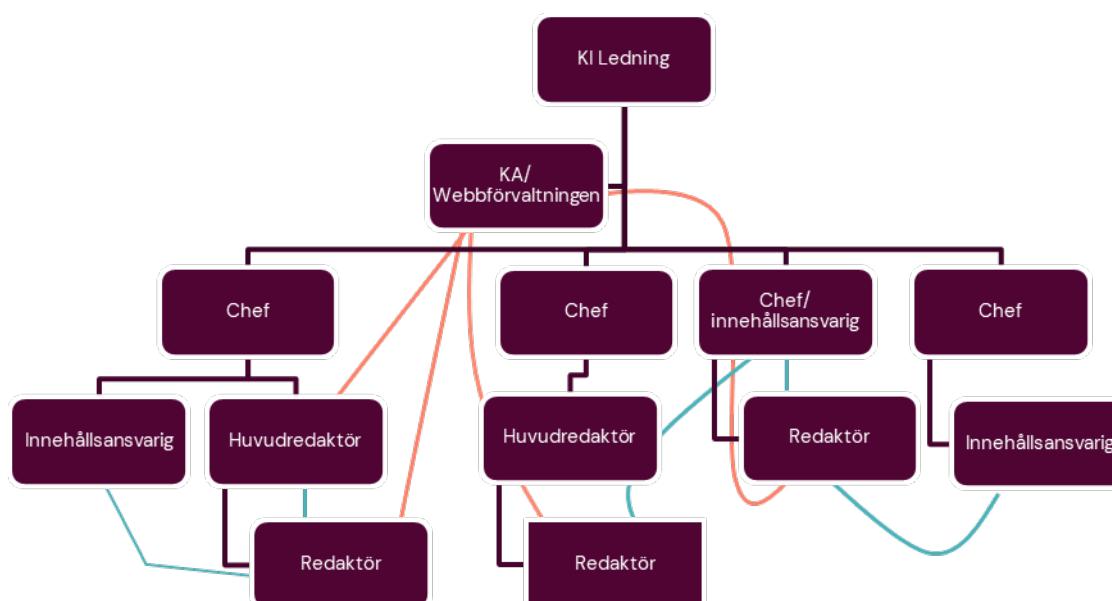 KI Ledning
KA/
Webbförvaltningen
Chef
Chef
Chef/
innehållsansvarig
Chef
Innehållsansvarig
Huvudredaktör
Huvudredaktör
Redaktör
Innehållsansvarig
Redaktör
Redaktör